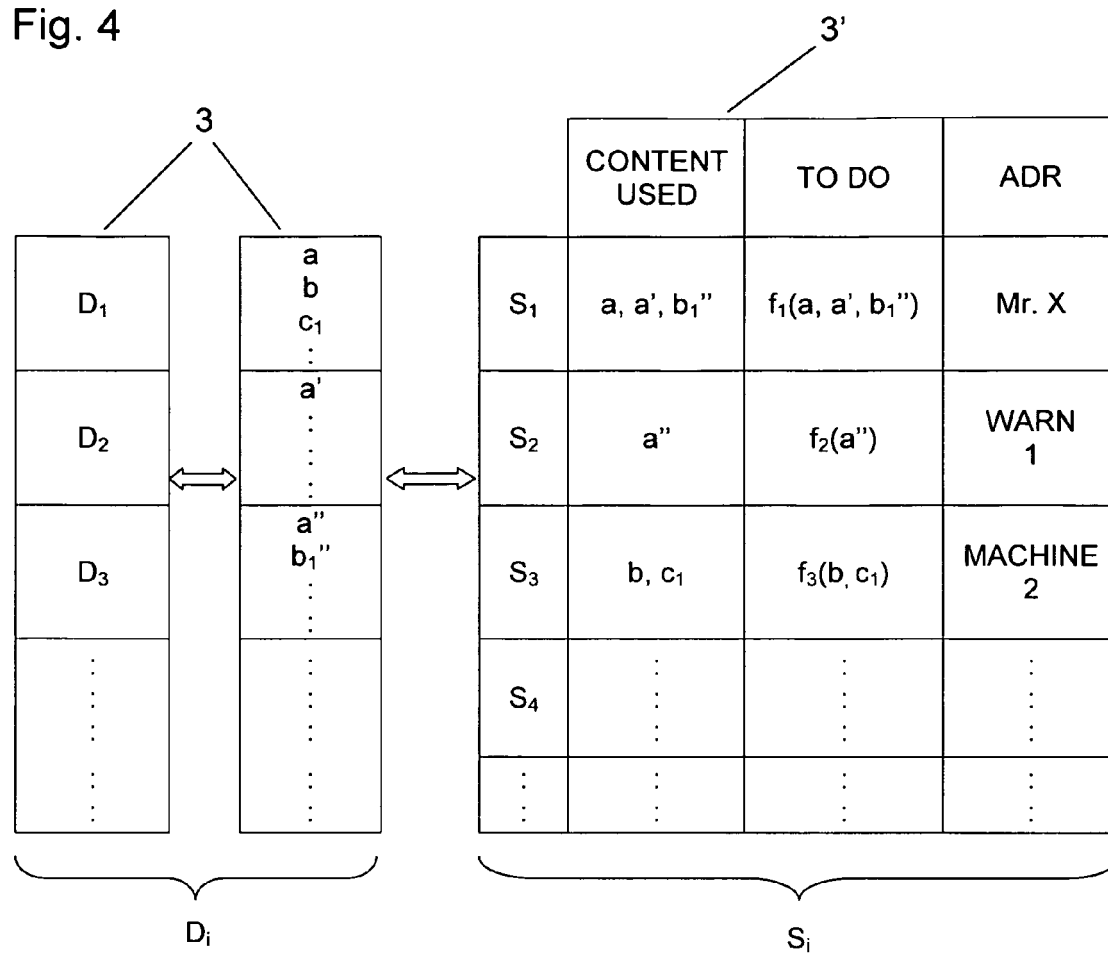 Fig. 4
3
3’
CONTENT USED
TO DO
ADR
D₁
a
b
c₁
S₁
a, a’, b₁”
f₁(a, a’, b₁”)
Mr. X
D₂
a’
S₂
a”
f₂(a”)
WARN
1
D₃
a”
b₁”
S₃
b, c₁
f₃(b, c₁)
MACHINE
2
S₄
Dᵢ
Sᵢ